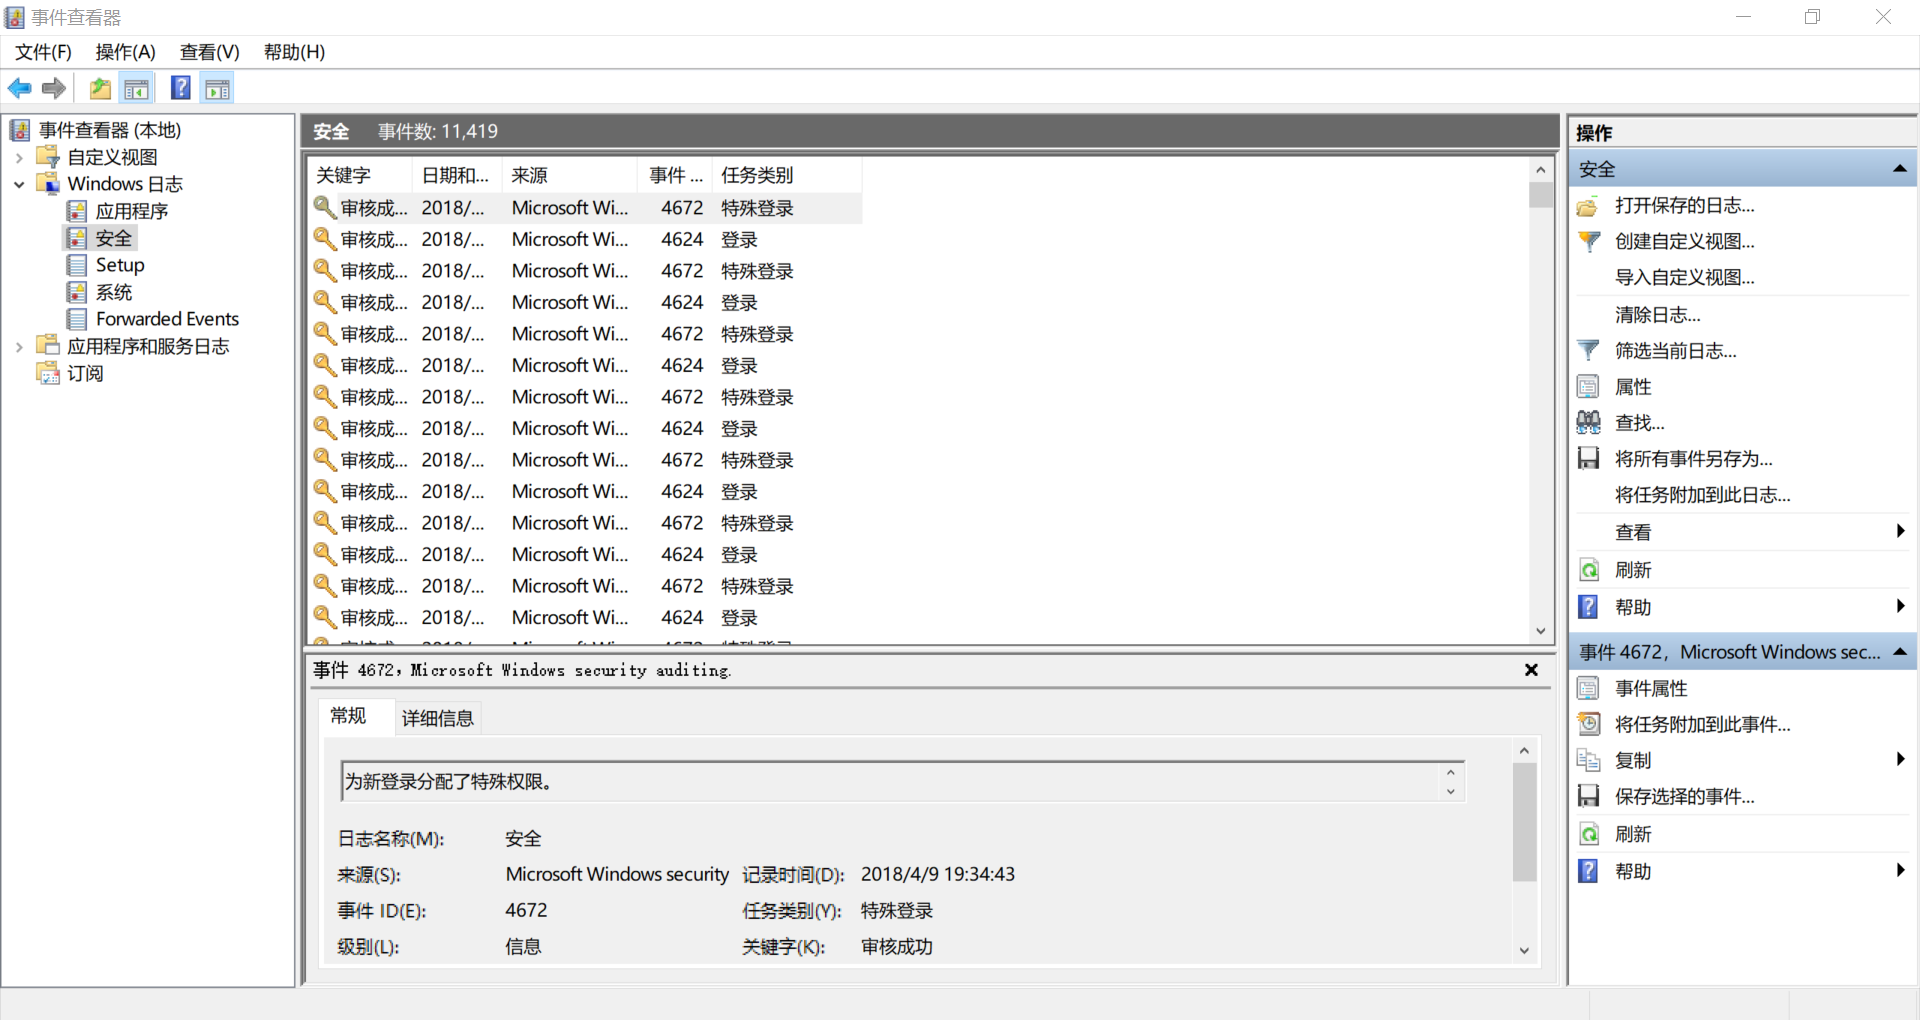 事件查看器
文件(F) 操作(A) 查看(V) 帮助(H)
事件查看器 (本地)
自定义视图
Windows 日志
应用程序
安全
Setup
系统
Forwarded Events
应用程序和服务日志
订阅
安全 事件数: 11,419
关键字 日期和... 来源 事件 ... 任务类别
审核成... 2018/... Microsoft Wi... 4672 特殊登录
审核成... 2018/... Microsoft Wi... 4624 登录
审核成... 2018/... Microsoft Wi... 4672 特殊登录
审核成... 2018/... Microsoft Wi... 4624 登录
审核成... 2018/... Microsoft Wi... 4672 特殊登录
审核成... 2018/... Microsoft Wi... 4624 登录
审核成... 2018/... Microsoft Wi... 4672 特殊登录
审核成... 2018/... Microsoft Wi... 4624 登录
审核成... 2018/... Microsoft Wi... 4672 特殊登录
审核成... 2018/... Microsoft Wi... 4624 登录
审核成... 2018/... Microsoft Wi... 4672 特殊登录
审核成... 2018/... Microsoft Wi... 4624 登录
审核成... 2018/... Microsoft Wi... 4672 特殊登录
审核成... 2018/... Microsoft Wi... 4624 登录
事件 4672，Microsoft Windows security auditing.
常规 详细信息
为新登录分配了特殊权限。
日志名称(M): 安全
来源(S): Microsoft Windows security 记录时间(D): 2018/4/9 19:34:43
事件 ID(E): 4672 任务类别(Y): 特殊登录
级别(L): 信息 关键字(K): 审核成功
操作
安全
打开保存的日志...
创建自定义视图...
导入自定义视图...
清除日志...
筛选当前日志...
属性
查找...
将所有事件另存为...
将任务附加到此日志...
查看
刷新
帮助
事件 4672，Microsoft Windows sec...
事件属性
将任务附加到此事件...
复制
保存选择的事件...
刷新
帮助